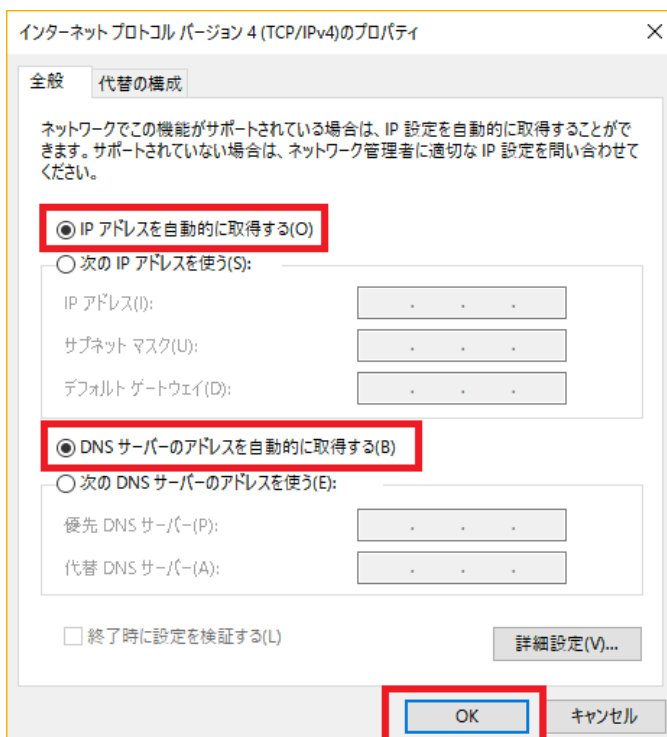 インターネット プロトコル バージョン 4 (TCP/IPv4)のプロパティ
全般
代替の構成
ネットワークでこの機能がサポートされている場合は、IP 設定を自動的に取得することがで
きます。サポートされていない場合は、ネットワーク管理者に適切な IP 設定を問い合わせて
ください。
IP アドレスを自動的に取得する(O)
次の IP アドレスを使う(S):
IP アドレス(I):
サブネット マスク(U):
デフォルト ゲートウェイ(D):
DNS サーバーのアドレスを自動的に取得する(B)
次の DNS サーバーのアドレスを使う(E):
優先 DNS サーバー(P):
代替 DNS サーバー(A):
終了時に設定を検証する(L)
詳細設定(V)...
OK
キャンセル